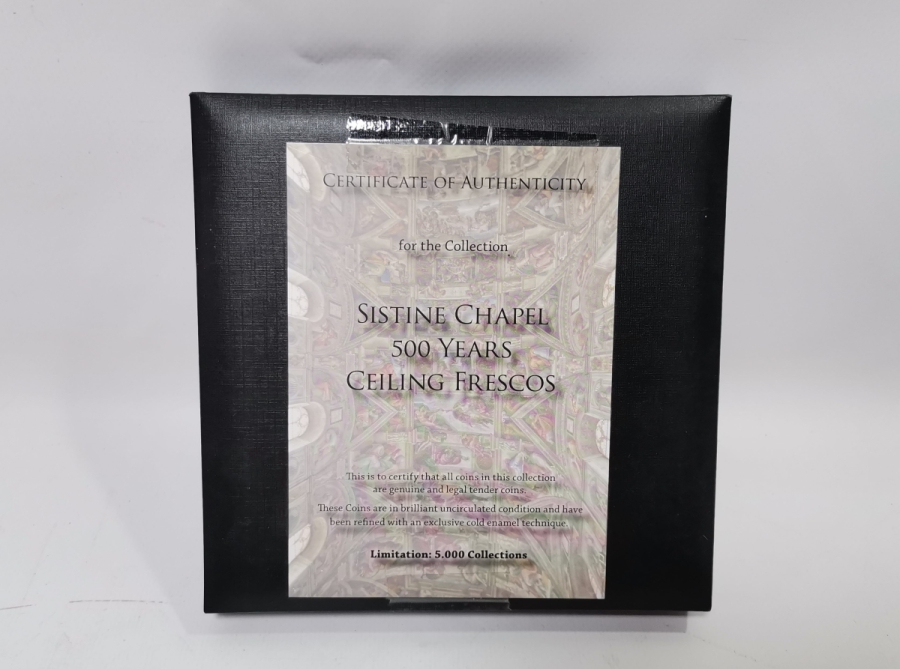 CERTIFICATE OF AUTHENTICITY
for the Collection
SISTINE CHAPEL
500 YEARS
CEILING FRESCOS
This is to certify that all coins in this collection
are genuine and legal tender coins.
These Coins are in brilliant uncirculated condition and have
been refined with an exclusive cold enamel technique.
Limitation: 5.000 Collections